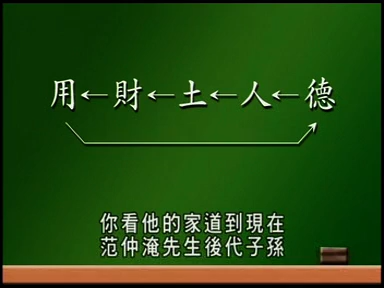 用←財←土←人←德
你看他的家道到現在
范仲淹先生後代子孫